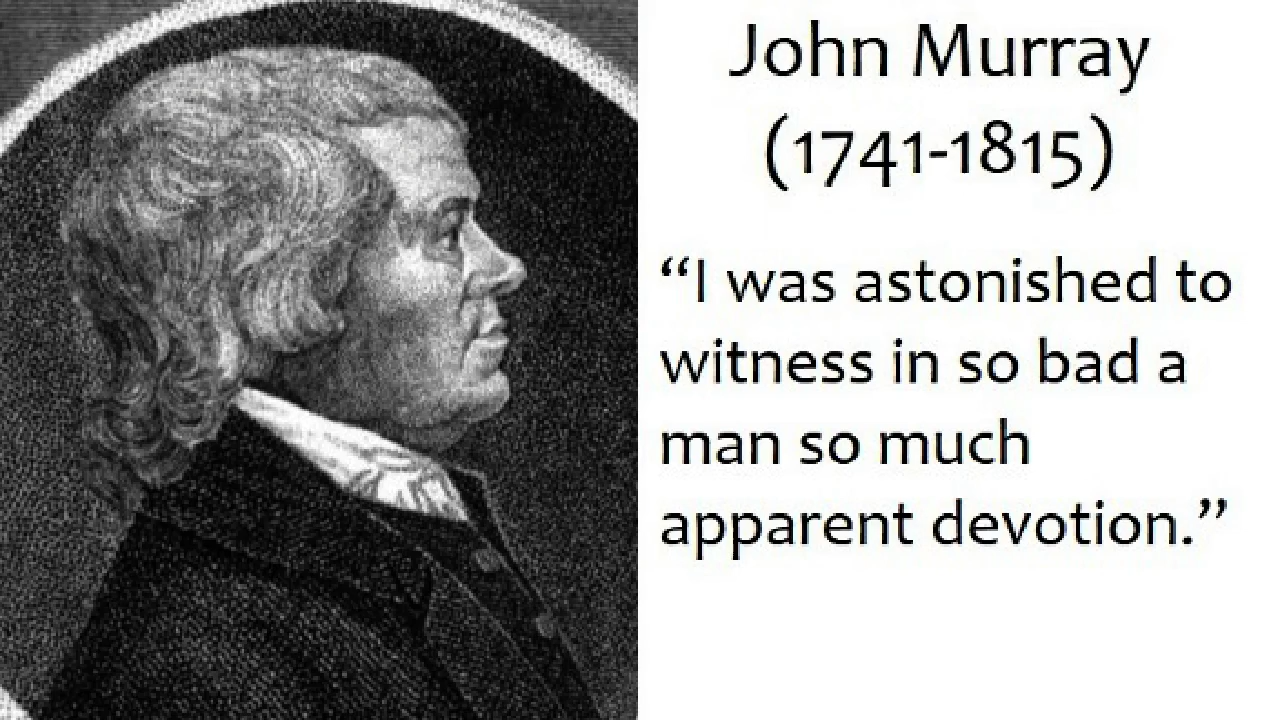 John Murray
(1741-1815)
“I was astonished to
witness in so bad a
man so much
apparent devotion.”